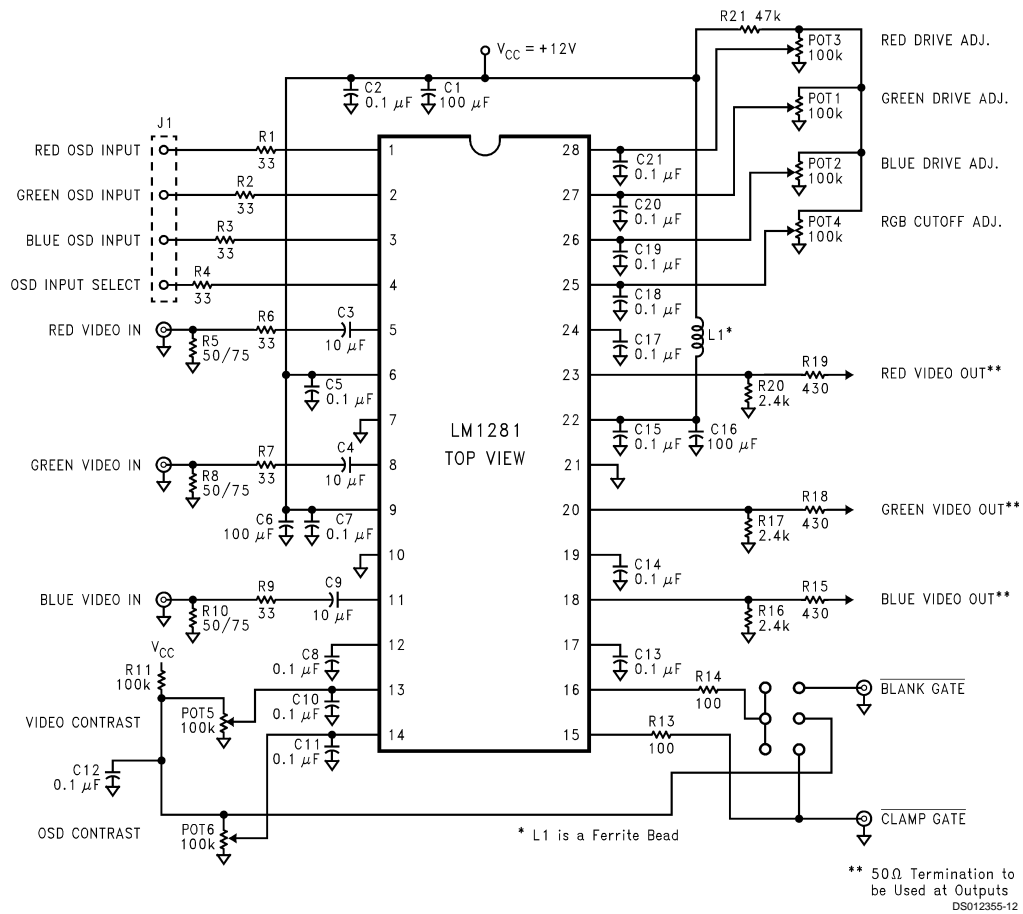 R21 47k
POT3
100k
RED DRIVE ADJ.
VCC = +12V
C2
0.1 μF
C1
100 μF
POT1
100k
GREEN DRIVE ADJ.
J1
RED OSD INPUT
R1
33
1
28
C21
0.1 μF
POT2
100k
BLUE DRIVE ADJ.
GREEN OSD INPUT
R2
33
2
27
C20
0.1 μF
POT4
100k
RGB CUTOFF ADJ.
BLUE OSD INPUT
R3
33
3
26
C19
0.1 μF
OSD INPUT SELECT
R4
33
4
25
C18
0.1 μF
RED VIDEO IN
R5
50/75
R6
33
C3
10 μF
5
24
C17
0.1 μF
L1*
6
C5
0.1 μF
23
R20
2.4k
R19
430
RED VIDEO OUT**
7
LM1281
TOP VIEW
22
C15
0.1 μF
C16
100 μF
GREEN VIDEO IN
R8
50/75
R7
33
C4
10 μF
8
21
C6
100 μF
C7
0.1 μF
9
20
R17
2.4k
R18
430
GREEN VIDEO OUT**
10
19
C14
0.1 μF
BLUE VIDEO IN
R10
50/75
R9
33
C9
10 μF
11
18
R16
2.4k
R15
430
BLUE VIDEO OUT**
VCC
R11
100k
C8
0.1 μF
12
17
C13
0.1 μF
VIDEO CONTRAST
POT5
100k
C10
0.1 μF
13
16
R14
100
BLANK GATE
C11
0.1 μF
14
15
R13
100
C12
0.1 μF
OSD CONTRAST
POT6
100k
* L1 is a Ferrite Bead
CLAMP GATE
** 50Ω Termination to
be Used at Outputs
DS012355-12